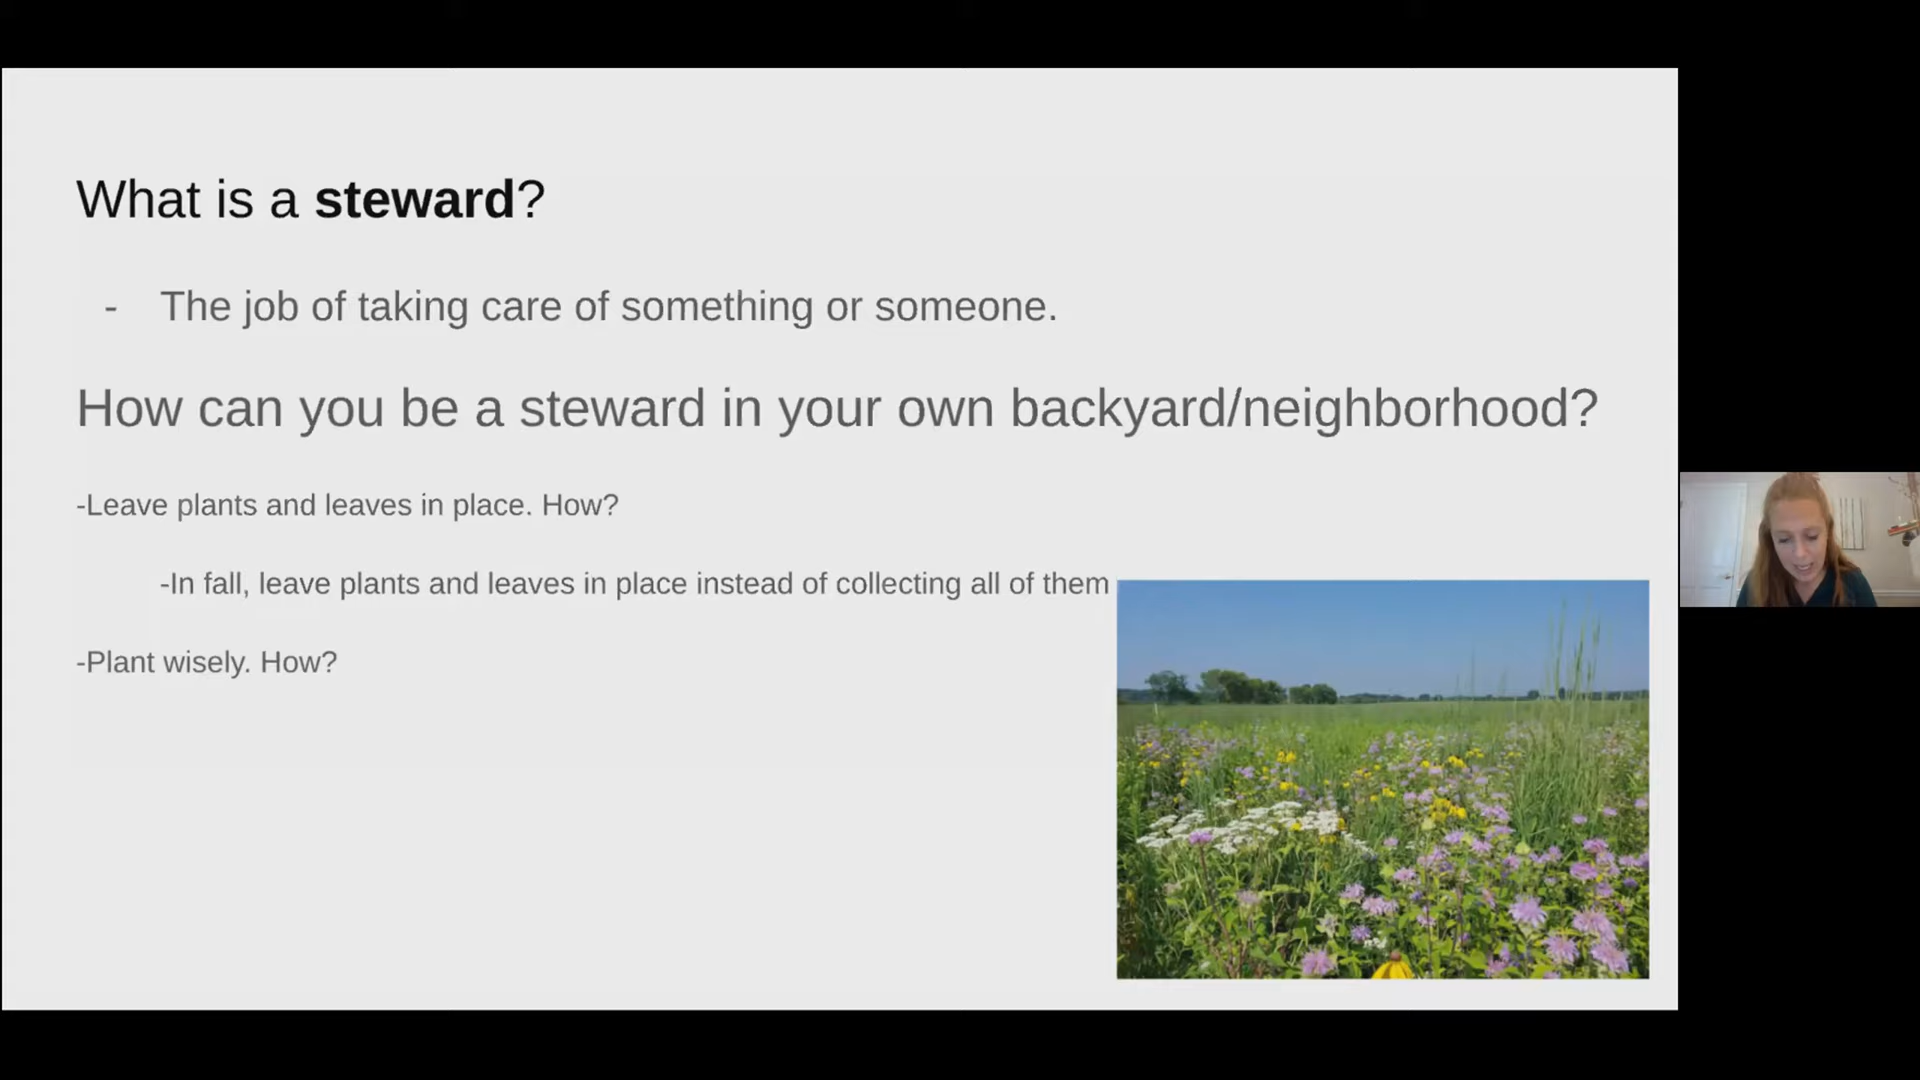 What is a steward?
- The job of taking care of something or someone.
How can you be a steward in your own backyard/neighborhood?
-Leave plants and leaves in place. How?
-In fall, leave plants and leaves in place instead of collecting all of them
-Plant wisely. How?